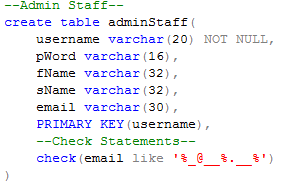 --Admin Staff--
create table adminStaff(
username varchar(20) NOT NULL,
pWord varchar(16),
fName varchar(32),
sName varchar(32),
email varchar(30),
PRIMARY KEY(username),
--Check Statements--
check(email like '%_@__%.__%')
)